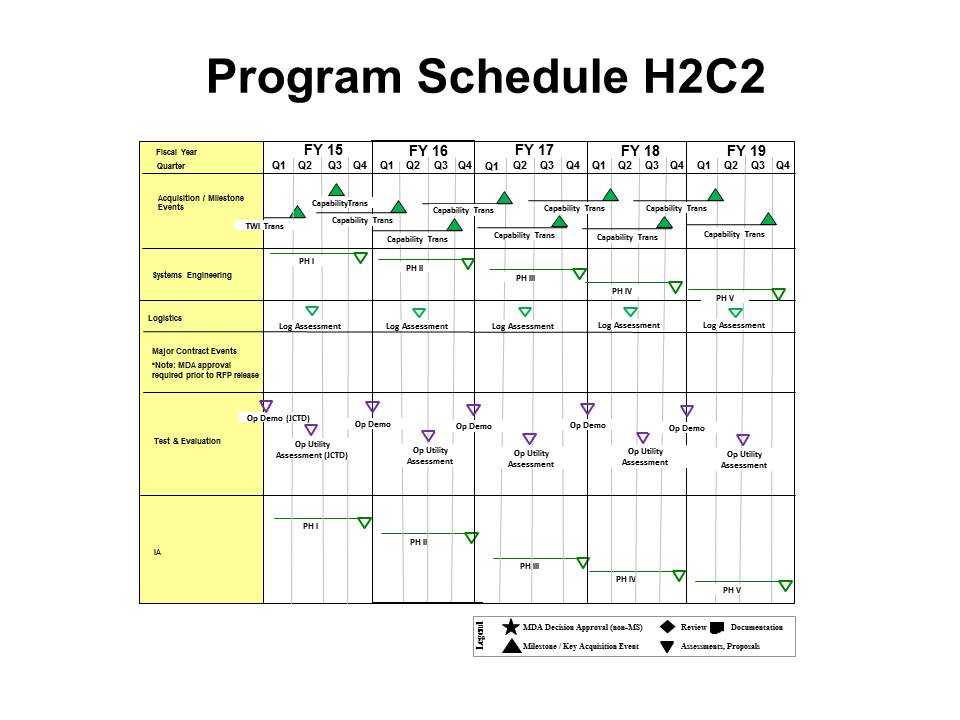 Program Schedule H2C2
Fiscal Year FY 15 FY 16 FY 17 FY 18 FY 19
Quarter Q1 Q2 Q3 Q4 Q1 Q2 Q3 Q4 Q1 Q2 Q3 Q4 Q1 Q2 Q3 Q4 Q1 Q2 Q3 Q4
Acquisition / Milestone
Events
CapabilityTrans
Capability Trans
Capability Trans
Capability Trans
TWI Trans
Capability Trans
Capability Trans
Capability Trans
Capability Trans
Capability Trans
Systems Engineering
PH I
PH II
PH III
PH IV
PH V
Logistics
Log Assessment
Log Assessment
Log Assessment
Log Assessment
Log Assessment
Major Contract Events
*Note: MDA approval
required prior to RFP release
Test & Evaluation
Op Demo (JCTD)
Op Demo
Op Demo
Op Demo
Op Demo
Op Utility
Assessment (JCTD)
Op Utility
Assessment
Op Utility
Assessment
Op Utility
Assessment
Op Utility
Assessment
IA
PH I
PH II
PH III
PH IV
PH V
Legend
MDA Decision Approval (non-MS) Review Documentation
Milestone / Key Acquisition Event Assessments, Proposals